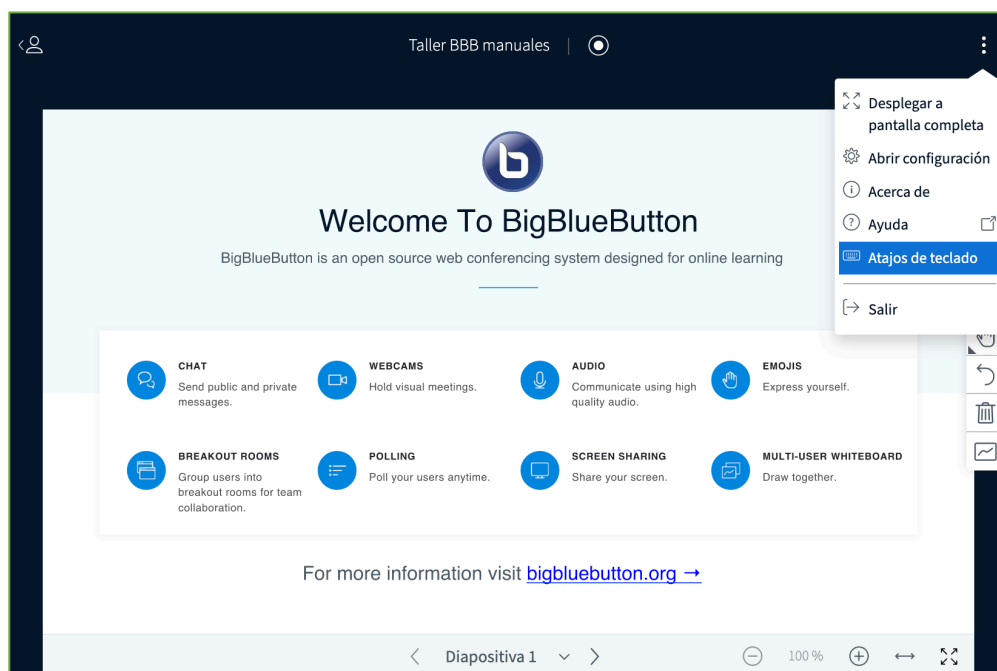 Taller BBB manuales
Desplegar a
pantalla completa
Abrir configuración
Acerca de
Ayuda
Atajos de teclado
Salir
Welcome To BigBlueButton
BigBlueButton is an open source web conferencing system designed for online learning
CHAT
Send public and private
messages.
WEBCAMS
Hold visual meetings.
AUDIO
Communicate using high
quality audio.
EMOJIS
Express yourself.
BREAKOUT ROOMS
Group users into
breakout rooms for team
collaboration.
POLLING
Poll your users anytime.
SCREEN SHARING
Share your screen.
MULTI-USER WHITEBOARD
Draw together.
For more information visit bigbluebutton.org →
Diapositiva 1
100 %